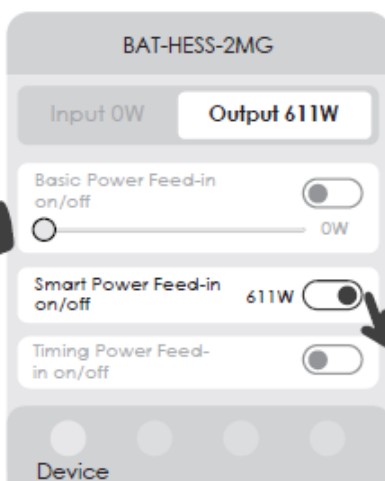 BAT-HESS-2MG
Input 0W
Output 611W
Basic Power Feed-in
on/off
0W
Smart Power Feed-in
on/off
611W
Timing Power Feed-
in on/off
Device